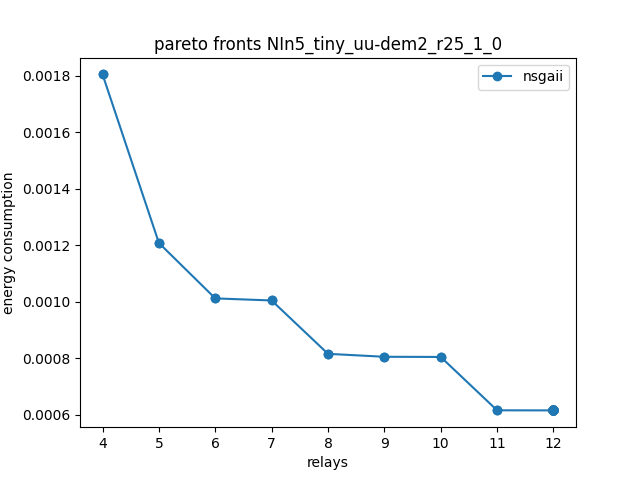 pareto fronts NIn5_tiny_uu-dem2_r25_1_0
nsgaii
energy consumption
0.0018
0.0016
0.0014
0.0012
0.0010
0.0008
0.0006
4 5 6 7 8 9 10 11 12
relays